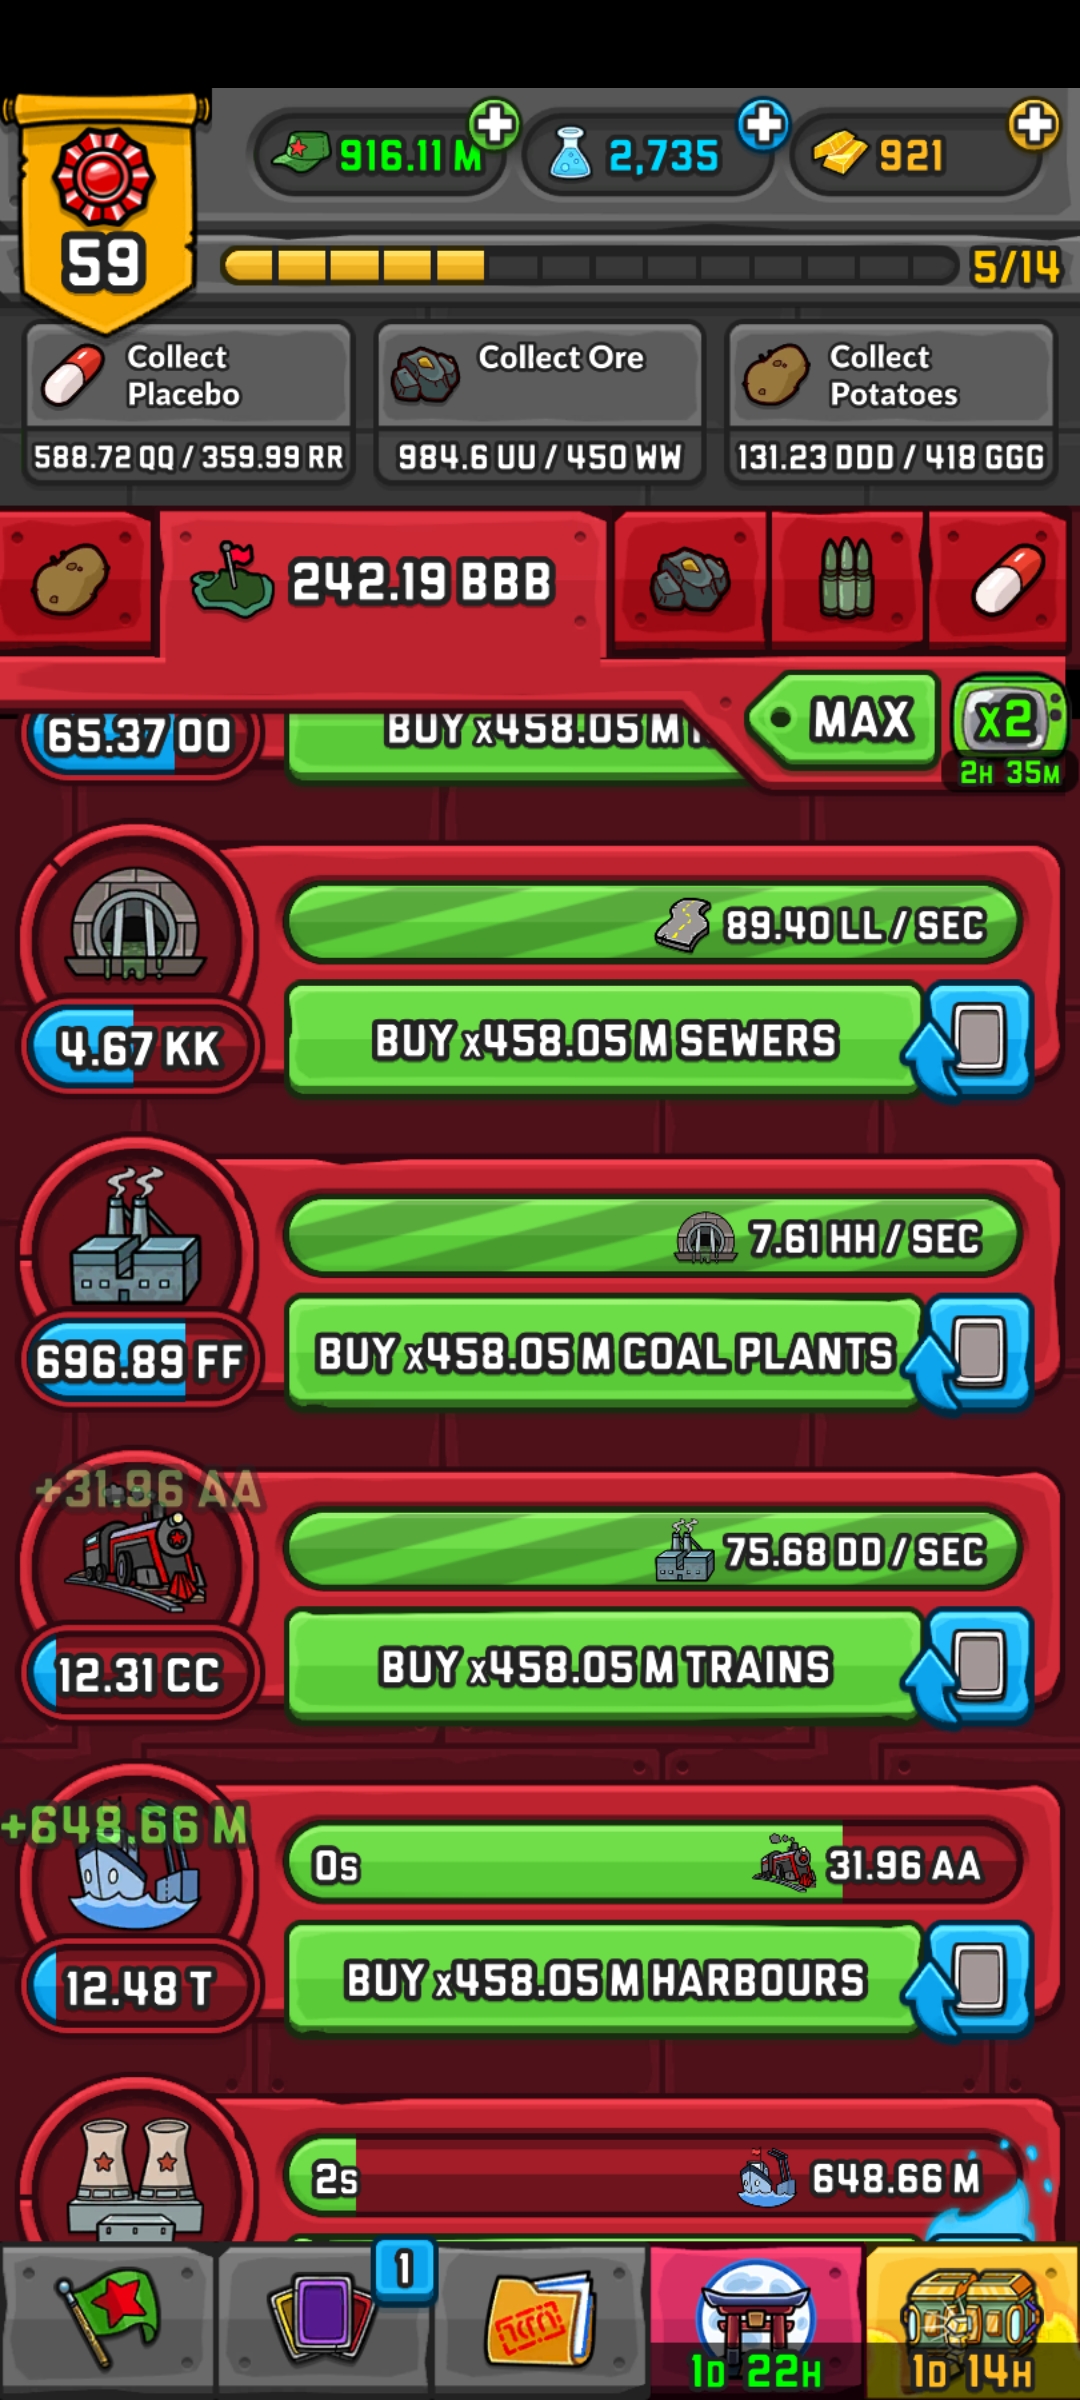 916.11 M
2,735
921
59
5/14
Collect
Placebo
588.72 QQ / 359.99 RR
Collect Ore
984.6 UU / 450 WW
Collect
Potatoes
131.23 DDD / 418 GGG
242.19 BBB
MAX
x2
2H 35M
65.37 OO
BUY x458.05 M
89.40 LL / SEC
4.67 KK
BUY x458.05 M SEWERS
7.61 HH / SEC
696.89 FF
BUY x458.05 M COAL PLANTS
+31.96 AA
75.68 DD / SEC
12.31 CC
BUY x458.05 M TRAINS
+648.66 M
0s
31.96 AA
12.48 T
BUY x458.05 M HARBOURS
2s
648.66 M
1
1D 22H
1D 14H